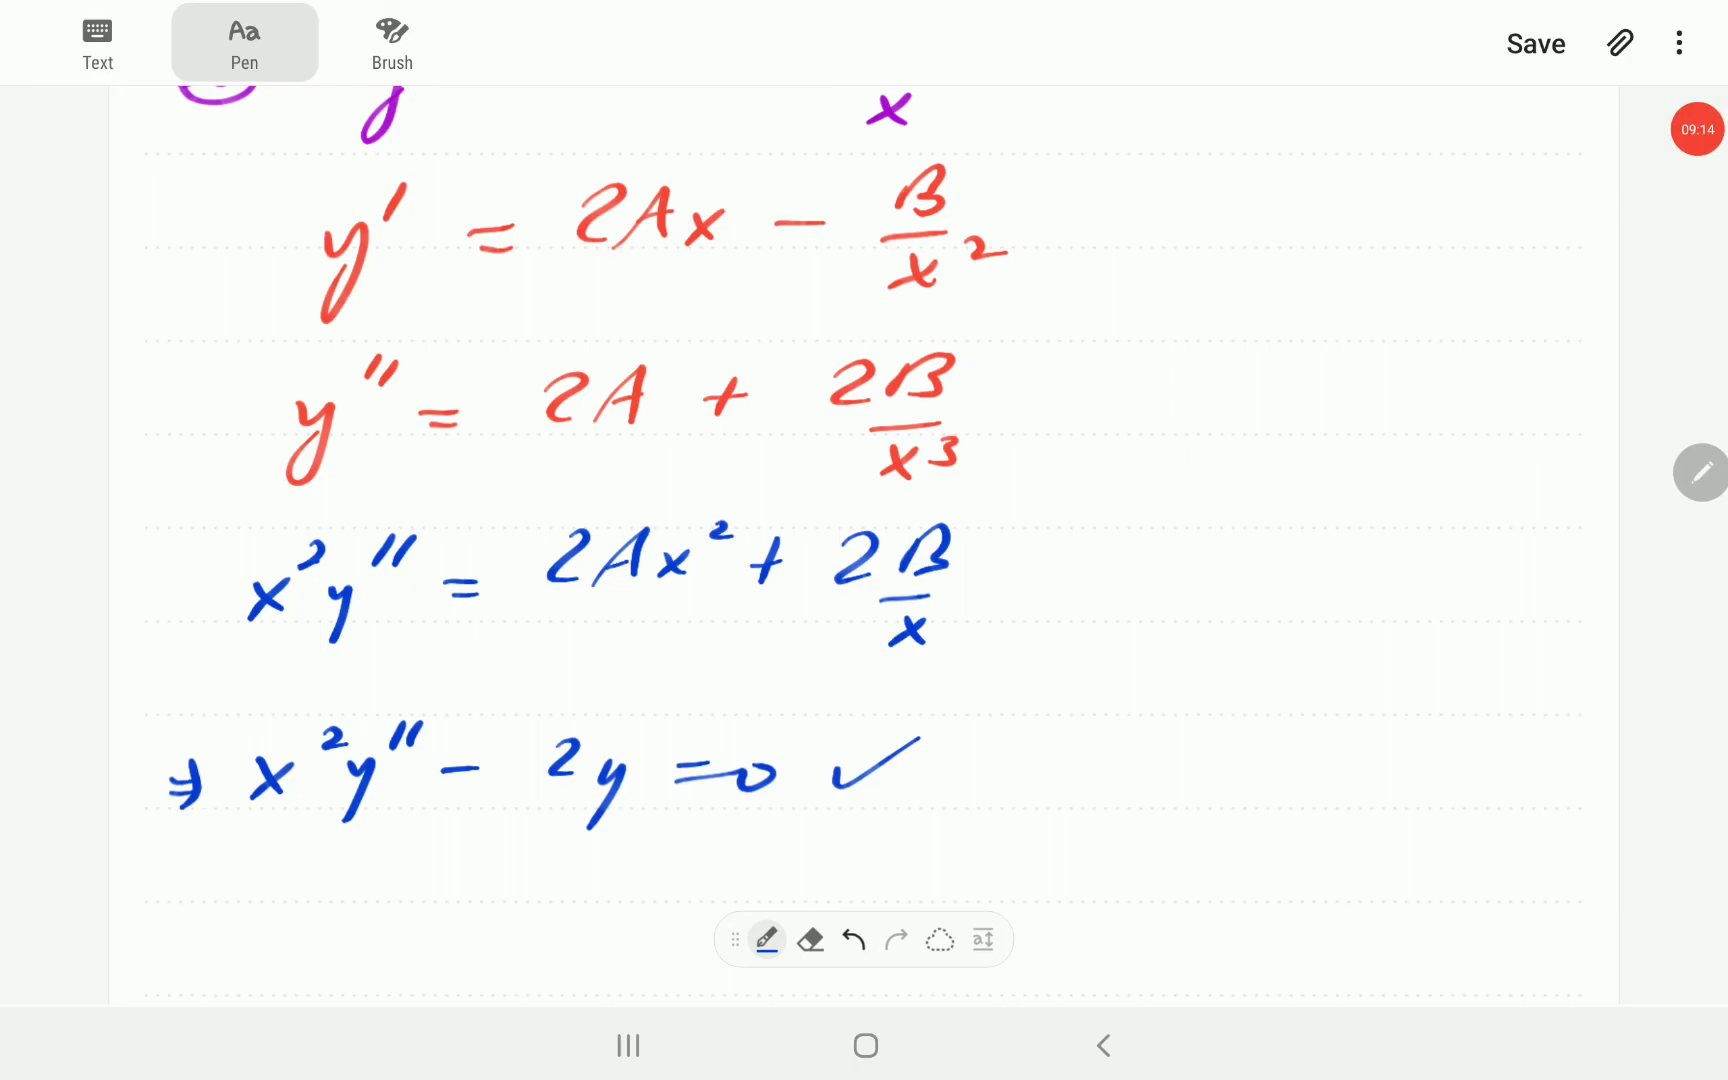 Text Pen Brush Save
09:14
y x
y' = 2Ax - B/x²
y'' = 2A + 2B/x³
x²y'' = 2Ax² + 2B/x
⇒ x²y'' - 2y = 0 ✓